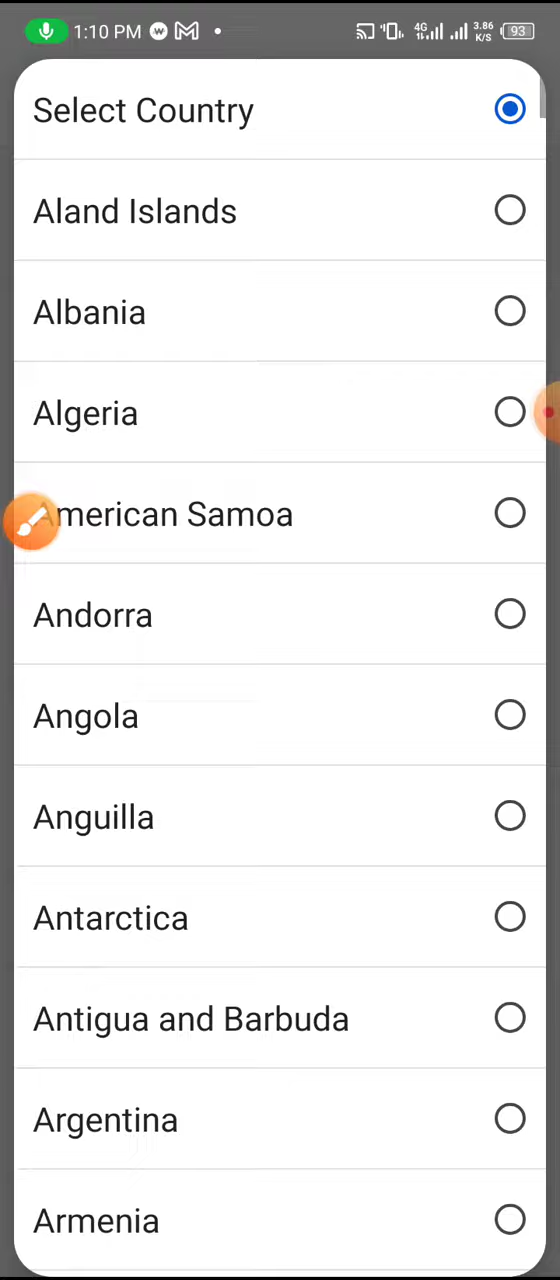 1:10 PM
4G
3.86
K/S
93
Select Country
Aland Islands
Albania
Algeria
American Samoa
Andorra
Angola
Anguilla
Antarctica
Antigua and Barbuda
Argentina
Armenia